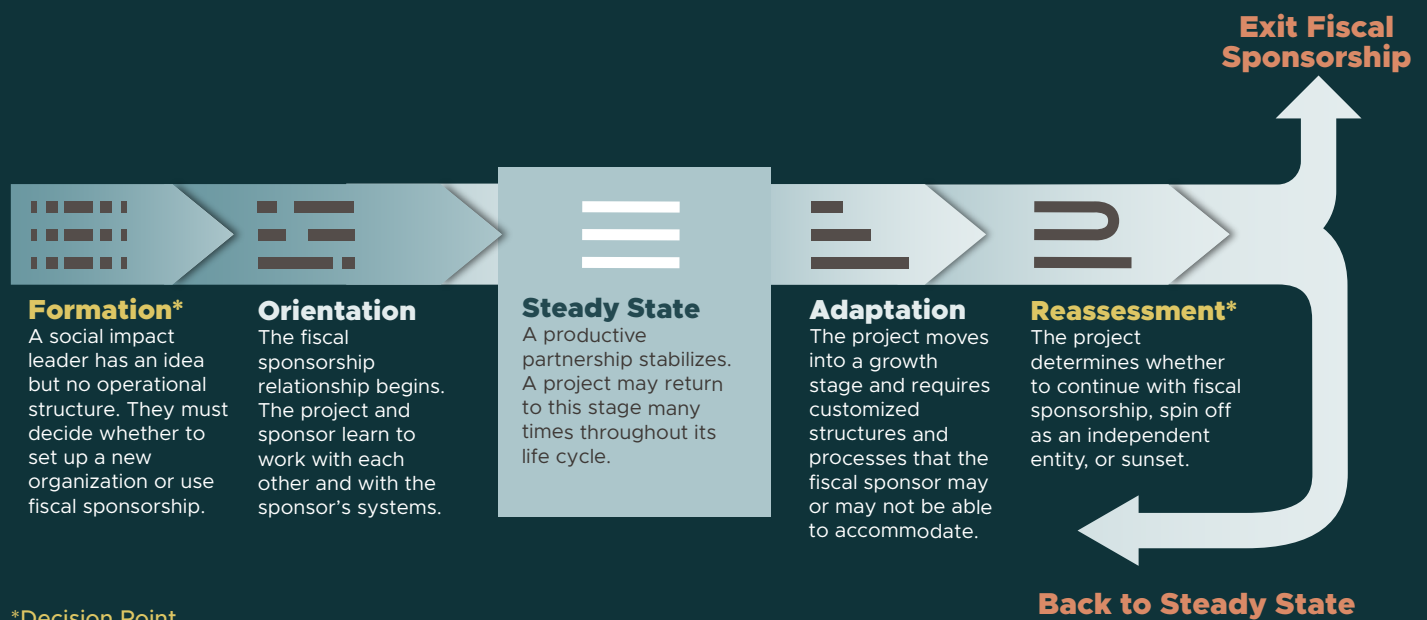 Exit Fiscal
Sponsorship
Formation*
A social impact
leader has an idea
but no operational
structure. They must
decide whether to
set up a new
organization or use
fiscal sponsorship.
Orientation
The fiscal
sponsorship
relationship begins.
The project and
sponsor learn to
work with each
other and with the
sponsor’s systems.
Steady State
A productive
partnership stabilizes.
A project may return
to this stage many
times throughout its
life cycle.
Adaptation
The project moves
into a growth
stage and requires
customized
structures and
processes that the
fiscal sponsor may
or may not be able
to accommodate.
Reassessment*
The project
determines whether
to continue with fiscal
sponsorship, spin off
as an independent
entity, or sunset.
Back to Steady State
*Decision Point